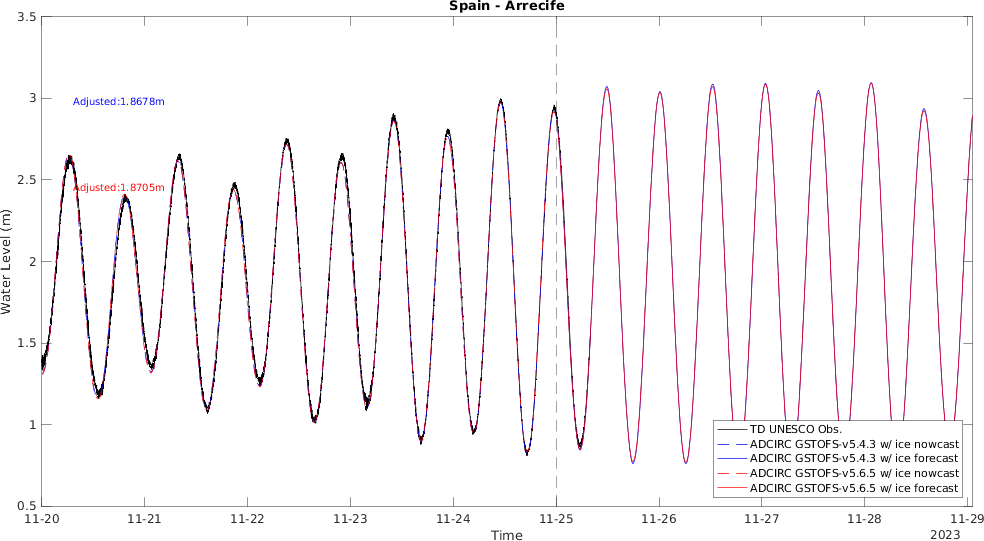 Spain - Arrecife
3.5
3
2.5
2
1.5
1
0.5
Water Level (m)
Adjusted:1.8678m
Adjusted:1.8705m
TD UNESCO Obs.
ADCIRC GSTOFS-v5.4.3 w/ ice nowcast
ADCIRC GSTOFS-v5.4.3 w/ ice forecast
ADCIRC GSTOFS-v5.6.5 w/ ice nowcast
ADCIRC GSTOFS-v5.6.5 w/ ice forecast
11-20 11-21 11-22 11-23 11-24 11-25 11-26 11-27 11-28 11-29
Time
2023